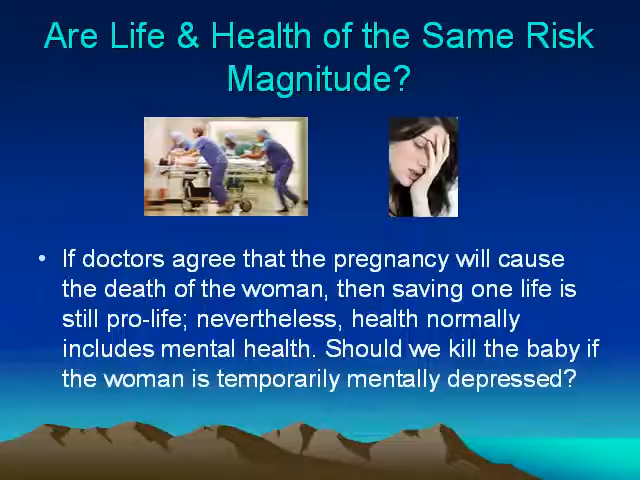 Are Life & Health of the Same Risk
Magnitude?
• If doctors agree that the pregnancy will cause
the death of the woman, then saving one life is
still pro-life; nevertheless, health normally
includes mental health. Should we kill the baby if
the woman is temporarily mentally depressed?